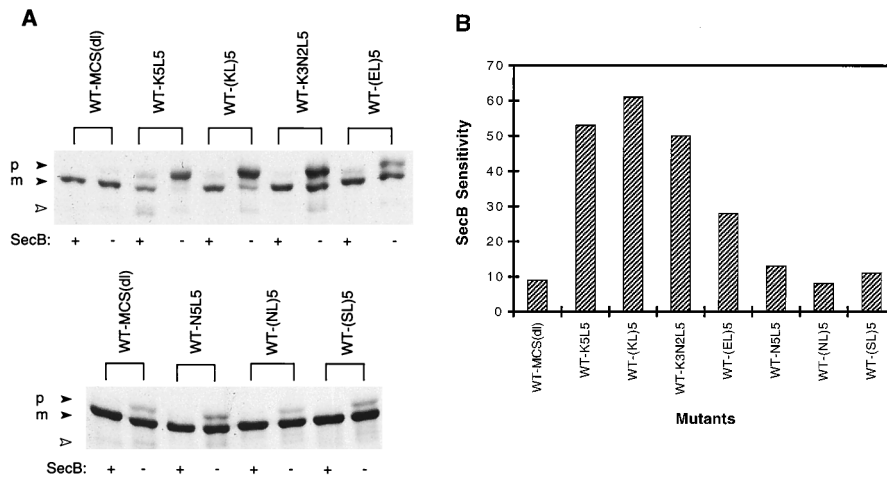 A
WT-MCS(dl)
WT-K5L5
WT-(KL)5
WT-K3N2L5
WT-(EL)5
p
m
SecB: + - + - + - + - + -
WT-MCS(dl)
WT-N5L5
WT-(NL)5
WT-(SL)5
p
m
SecB: + - + - + - + -
B
SecB Sensitivity
70
60
50
40
30
20
10
0
WT-MCS(dl)
WT-K5L5
WT-(KL)5
WT-K3N2L5
WT-(EL)5
WT-N5L5
WT-(NL)5
WT-(SL)5
Mutants